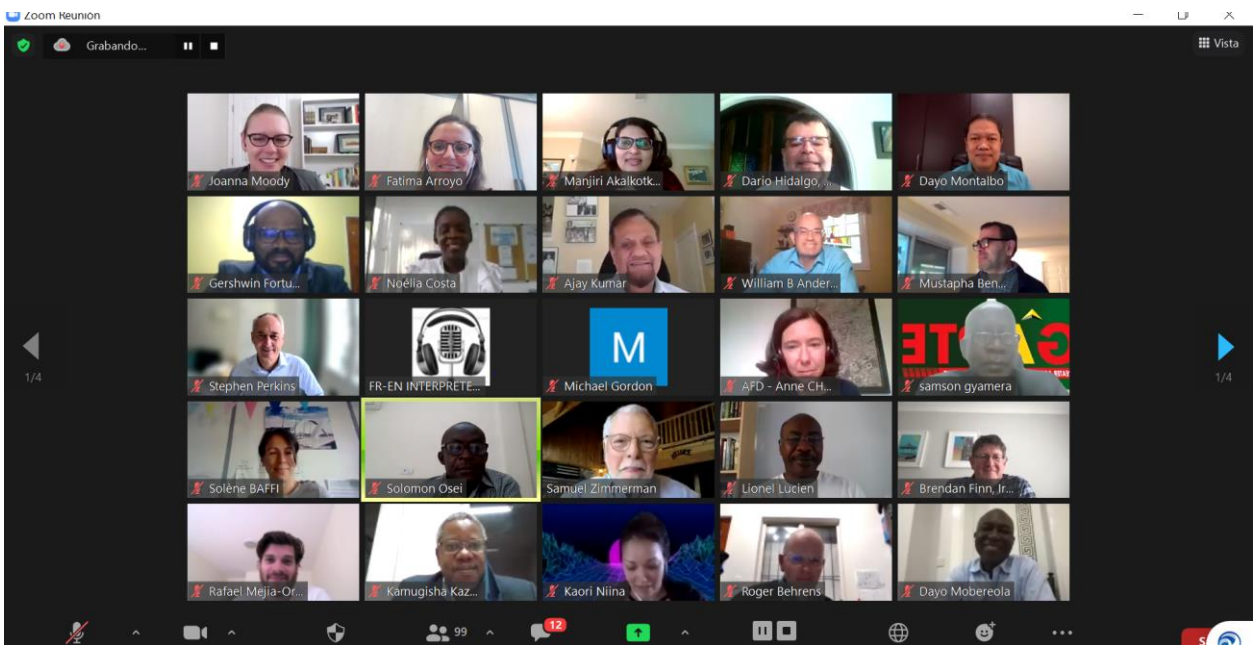 Zoom Reunión
Grabando...
Vista
Joanna Moody
Fatima Arroyo
Manjiri Akalkotk...
Dario Hidalgo, ...
Dayo Montalbo
Gershwin Fortu...
Noélia Costa
Ajay Kumar
William B Ander...
Mustapha Ben...
1/4
Stephen Perkins
FR-EN INTERPRETE...
M
Michael Gordon
AFD - Anne CH...
samson gyamera
1/4
Solène BAFFI
Solomon Osei
Samuel Zimmerman
Lionel Lucien
Brendan Finn, Ir...
Rafael Mejia-Or...
Kamugisha Kaz...
Kaori Niina
Roger Behrens
Dayo Mobereola
99
12